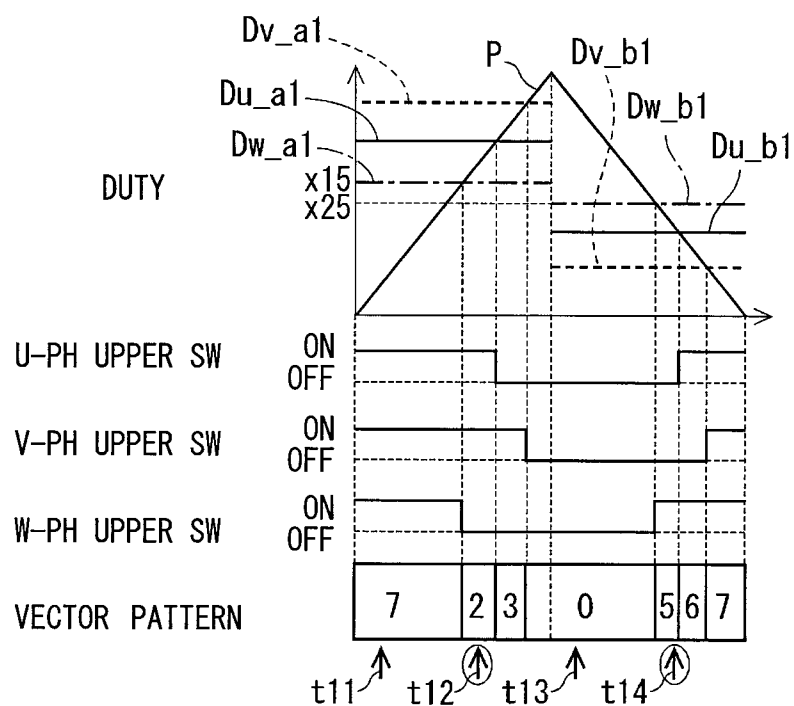 Dv_a1
P
Dv_b1
Du_a1
Dw_b1
Dw_a1
Du_b1
DUTY
x15
x25
U-PH UPPER SW
ON
OFF
V-PH UPPER SW
ON
OFF
W-PH UPPER SW
ON
OFF
VECTOR PATTERN
7 2 3 0 5 6 7
t11 t12 t13 t14